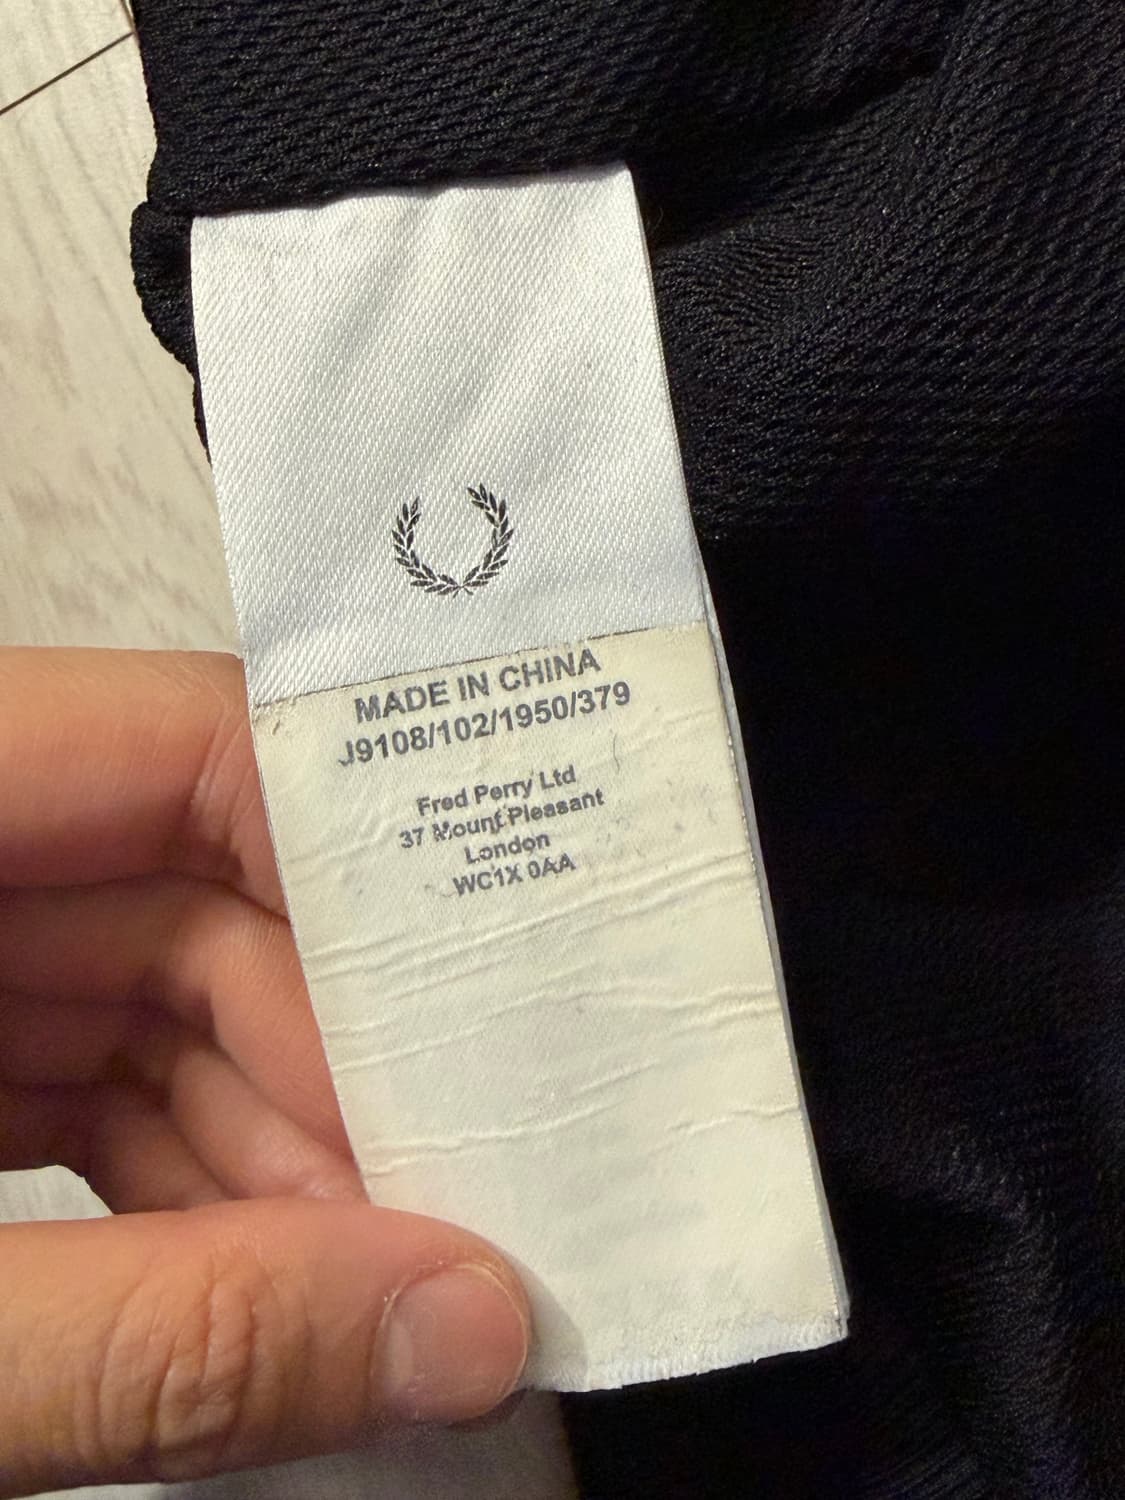 MADE IN CHINA
J9108/102/1950/379
Fred Perry Ltd
37 Mount Pleasant
London
WC1X 0AA